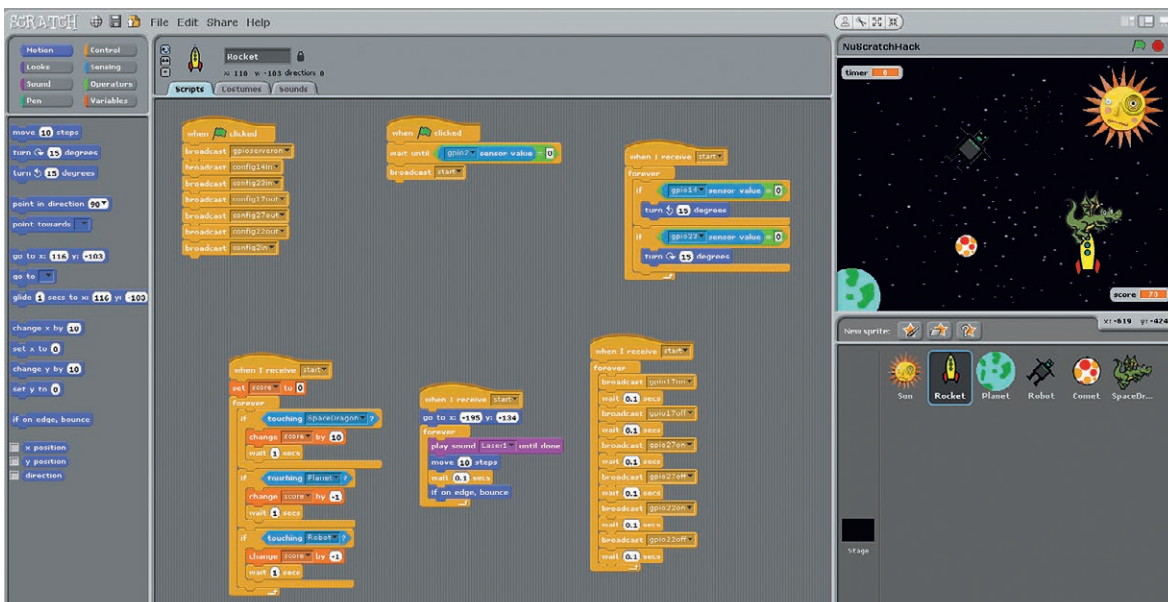 SCRATCH File Edit Share Help
Motion Control
Looks Sensing
Sound Operators
Pen Variables
move 10 steps
turn 15 degrees
turn 15 degrees
point in direction 90
point towards
go to x: 116 y: -103
go to
glide 1 secs to x: 116 y: -103
change x by 10
set x to 0
change y by 10
set y to 0
if on edge, bounce
x position
y position
direction
Rocket
x: 110 y: -103 direction: 0
Scripts Costumes Sounds
when clicked
broadcast gpioserveron
broadcast config14in
broadcast config23in
broadcast config17out
broadcast config27out
broadcast config22out
broadcast config2in
when clicked
wait until gpio2 sensor value = 0
broadcast start
when I receive start
forever
if gpio14 sensor value = 0
turn 15 degrees
if gpio23 sensor value = 0
turn 15 degrees
when I receive start
set score to 0
forever
if touching SpaceDragon ?
change score by 10
wait 1 secs
if touching Planet ?
change score by -1
wait 1 secs
if touching Robot ?
change score by -1
wait 1 secs
when I receive start
go to x: -195 y: -134
forever
play sound Laser1 until done
move 10 steps
wait 0.1 secs
if on edge, bounce
when I receive start
forever
broadcast gpio17on
wait 0.1 secs
broadcast gpio17off
wait 0.1 secs
broadcast gpio27on
wait 0.1 secs
broadcast gpio27off
wait 0.1 secs
broadcast gpio22on
wait 0.1 secs
broadcast gpio22off
wait 0.1 secs
NuScratchHack
timer 0
score 73
x: -819 y: -424
New sprite:
Sun Rocket Planet Robot Comet SpaceDr...
Stage